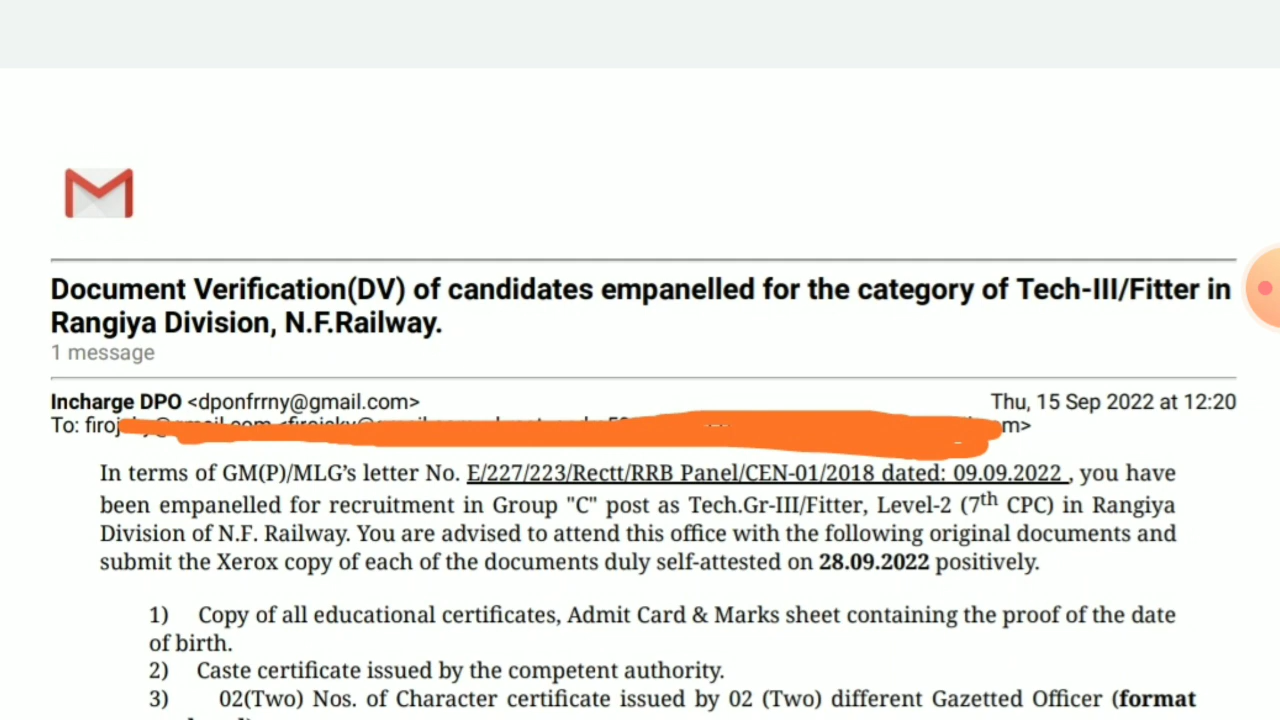 Document Verification(DV) of candidates empanelled for the category of Tech-III/Fitter in
Rangiya Division, N.F.Railway.
1 message
Incharge DPO <dponfrrny@gmail.com>
Thu, 15 Sep 2022 at 12:20
To:
In terms of GM(P)/MLG’s letter No. E/227/223/Rectt/RRB Panel/CEN-01/2018 dated: 09.09.2022 , you have
been empanelled for recruitment in Group "C" post as Tech.Gr-III/Fitter, Level-2 (7th CPC) in Rangiya
Division of N.F. Railway. You are advised to attend this office with the following original documents and
submit the Xerox copy of each of the documents duly self-attested on 28.09.2022 positively.
1) Copy of all educational certificates, Admit Card & Marks sheet containing the proof of the date
of birth.
2) Caste certificate issued by the competent authority.
3) 02(Two) Nos. of Character certificate issued by 02 (Two) different Gazetted Officer (format